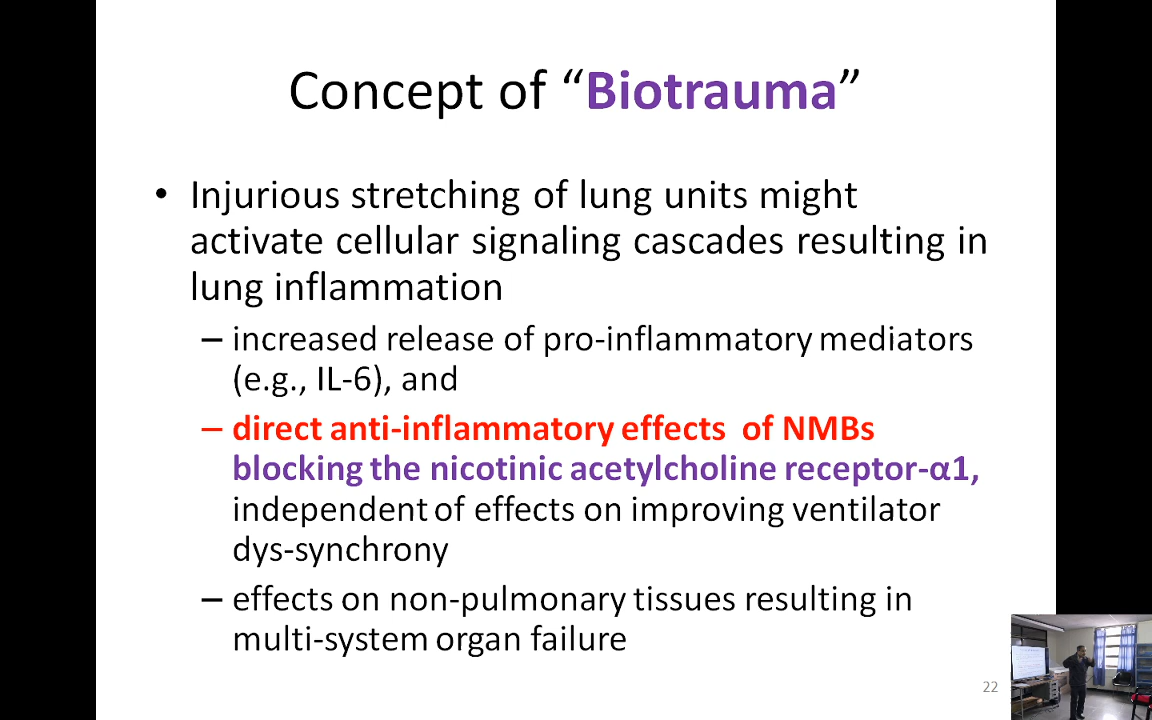 Concept of “Biotrauma”
• Injurious stretching of lung units might
activate cellular signaling cascades resulting in
lung inflammation
– increased release of pro-inflammatory mediators
(e.g., IL-6), and
– direct anti-inflammatory effects  of NMBs
blocking the nicotinic acetylcholine receptor-α1,
independent of effects on improving ventilator
dys-synchrony
– effects on non-pulmonary tissues resulting in
multi-system organ failure
22